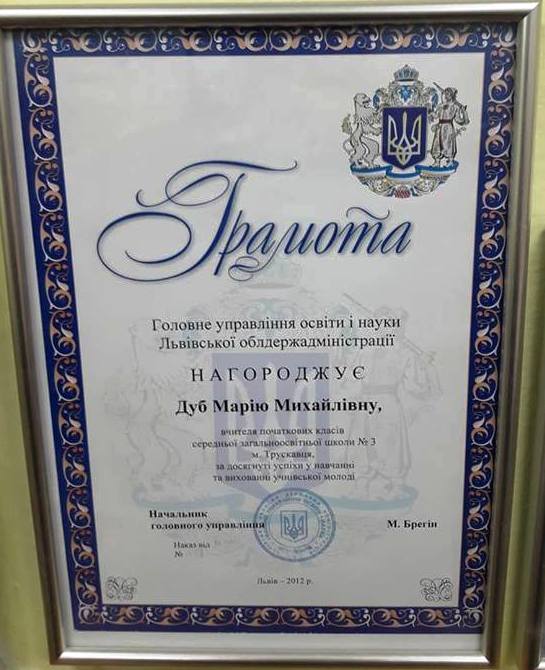 Грамота
Головне управління освіти і науки
Львівської облдержадміністрації
НАГОРОДЖУЄ
Дуб Марію Михайлівну,
вчителя початкових класів
середньої загальноосвітньої школи № 3
м. Трускавця,
за досягнуті успіхи у навчанні
та вихованні учнівської молоді
Начальник
головного управління
М. Брегін
Наказ від
№
Львів – 2012 р.